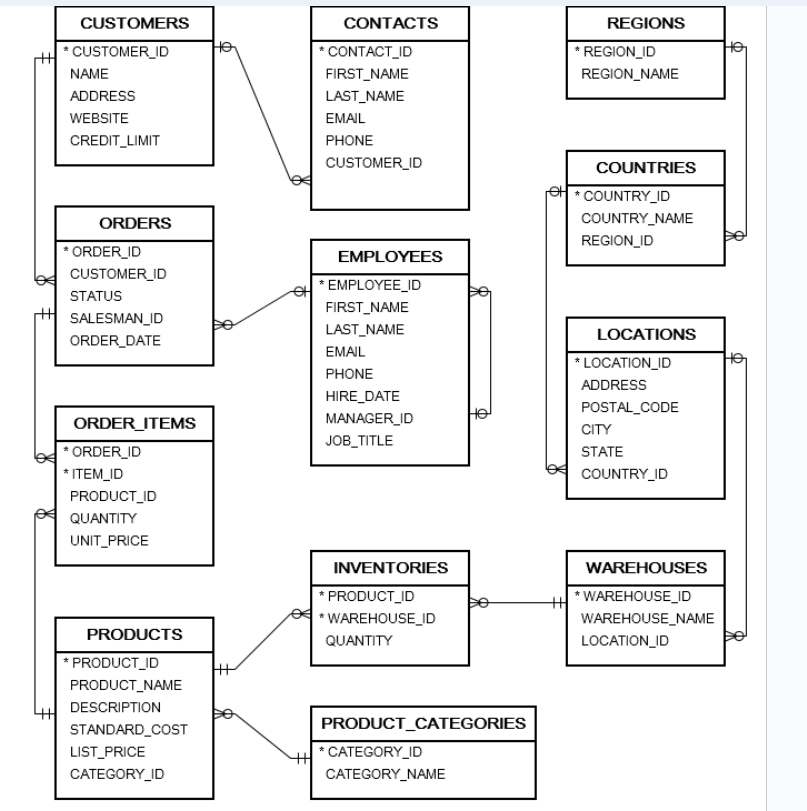 CUSTOMERS
* CUSTOMER_ID
NAME
ADDRESS
WEBSITE
CREDIT_LIMIT
CONTACTS
* CONTACT_ID
FIRST_NAME
LAST_NAME
EMAIL
PHONE
CUSTOMER_ID
REGIONS
* REGION_ID
REGION_NAME
COUNTRIES
* COUNTRY_ID
COUNTRY_NAME
REGION_ID
ORDERS
* ORDER_ID
CUSTOMER_ID
STATUS
SALESMAN_ID
ORDER_DATE
EMPLOYEES
* EMPLOYEE_ID
FIRST_NAME
LAST_NAME
EMAIL
PHONE
HIRE_DATE
MANAGER_ID
JOB_TITLE
LOCATIONS
* LOCATION_ID
ADDRESS
POSTAL_CODE
CITY
STATE
COUNTRY_ID
ORDER_ITEMS
* ORDER_ID
* ITEM_ID
PRODUCT_ID
QUANTITY
UNIT_PRICE
INVENTORIES
* PRODUCT_ID
* WAREHOUSE_ID
QUANTITY
WAREHOUSES
* WAREHOUSE_ID
WAREHOUSE_NAME
LOCATION_ID
PRODUCTS
* PRODUCT_ID
PRODUCT_NAME
DESCRIPTION
STANDARD_COST
LIST_PRICE
CATEGORY_ID
PRODUCT_CATEGORIES
* CATEGORY_ID
CATEGORY_NAME